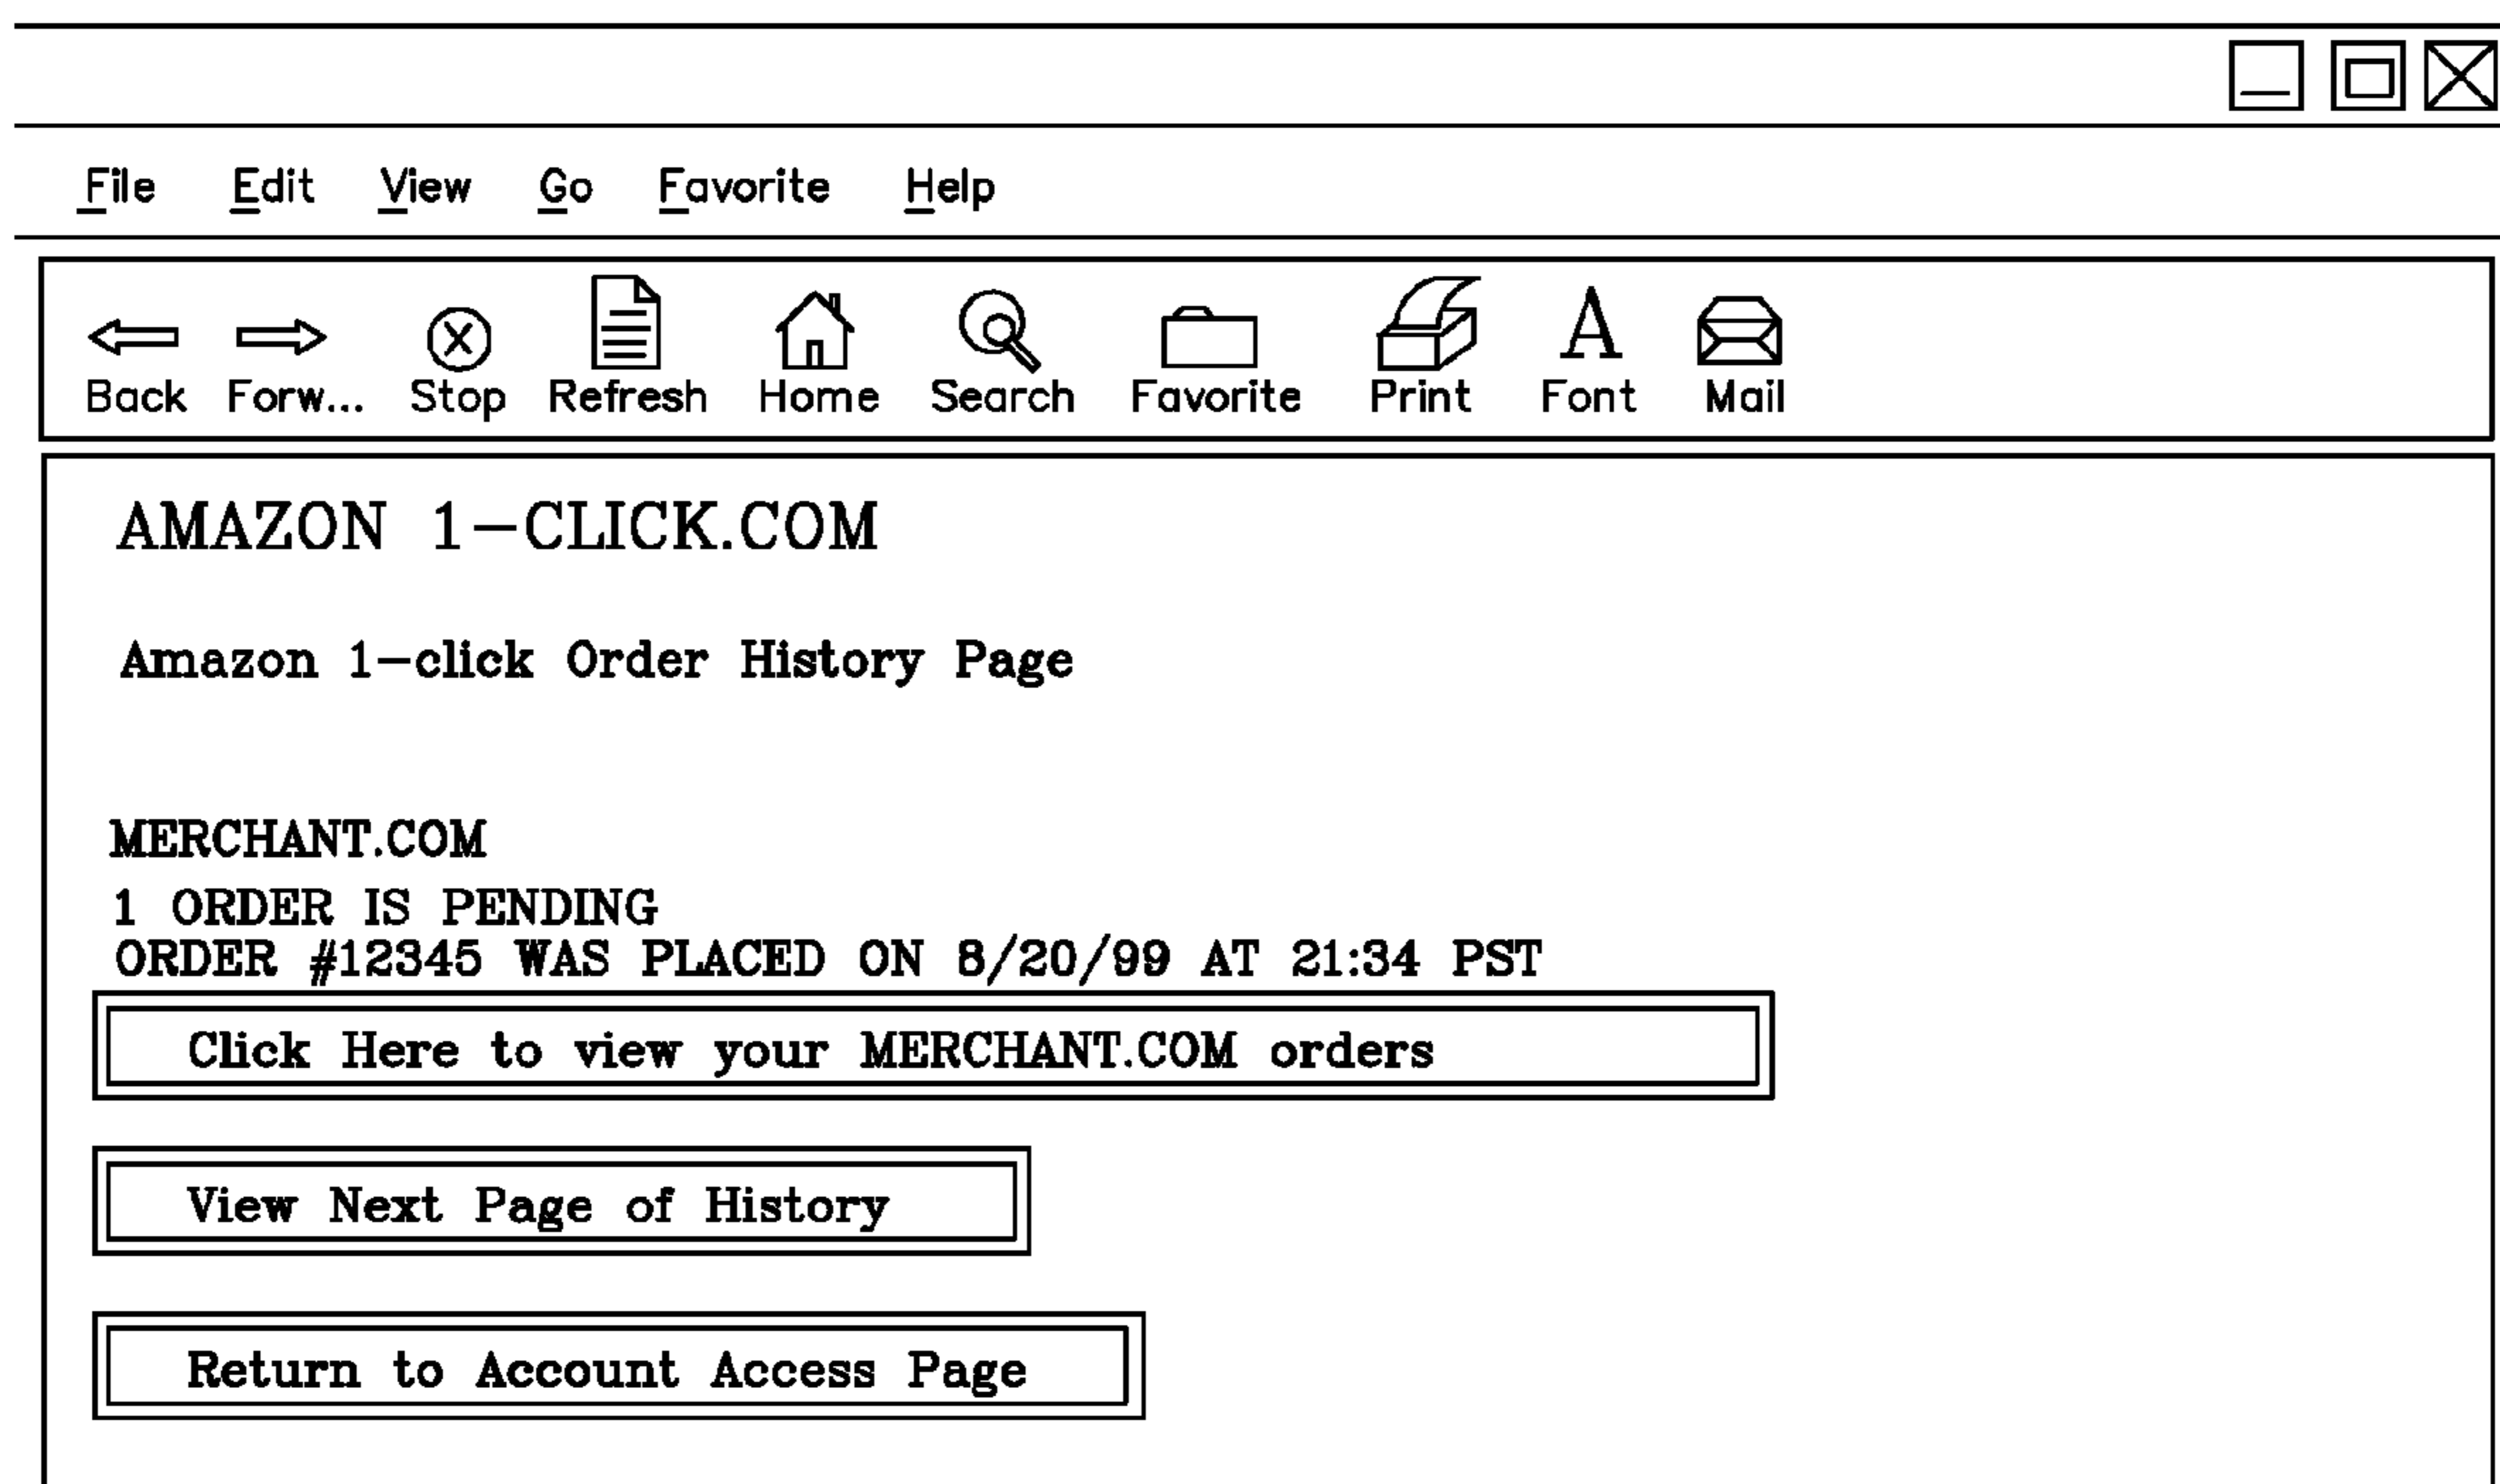 File Edit View Go Favorite Help
Back Forw... Stop Refresh Home Search Favorite Print Font Mail
AMAZON 1-CLICK.COM
Amazon 1-click Order History Page
MERCHANT.COM
1 ORDER IS PENDING
ORDER #12345 WAS PLACED ON 8/20/99 AT 21:34 PST
Click Here to view your MERCHANT.COM orders
View Next Page of History
Return to Account Access Page